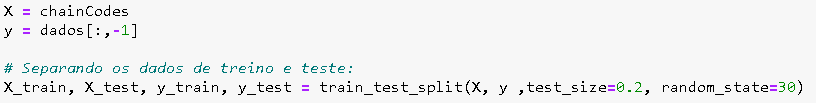 X = chainCodes
y = dados[:,-1]
# Separando os dados de treino e teste:
X_train, X_test, y_train, y_test = train_test_split(X, y ,test_size=0.2, random_state=30)